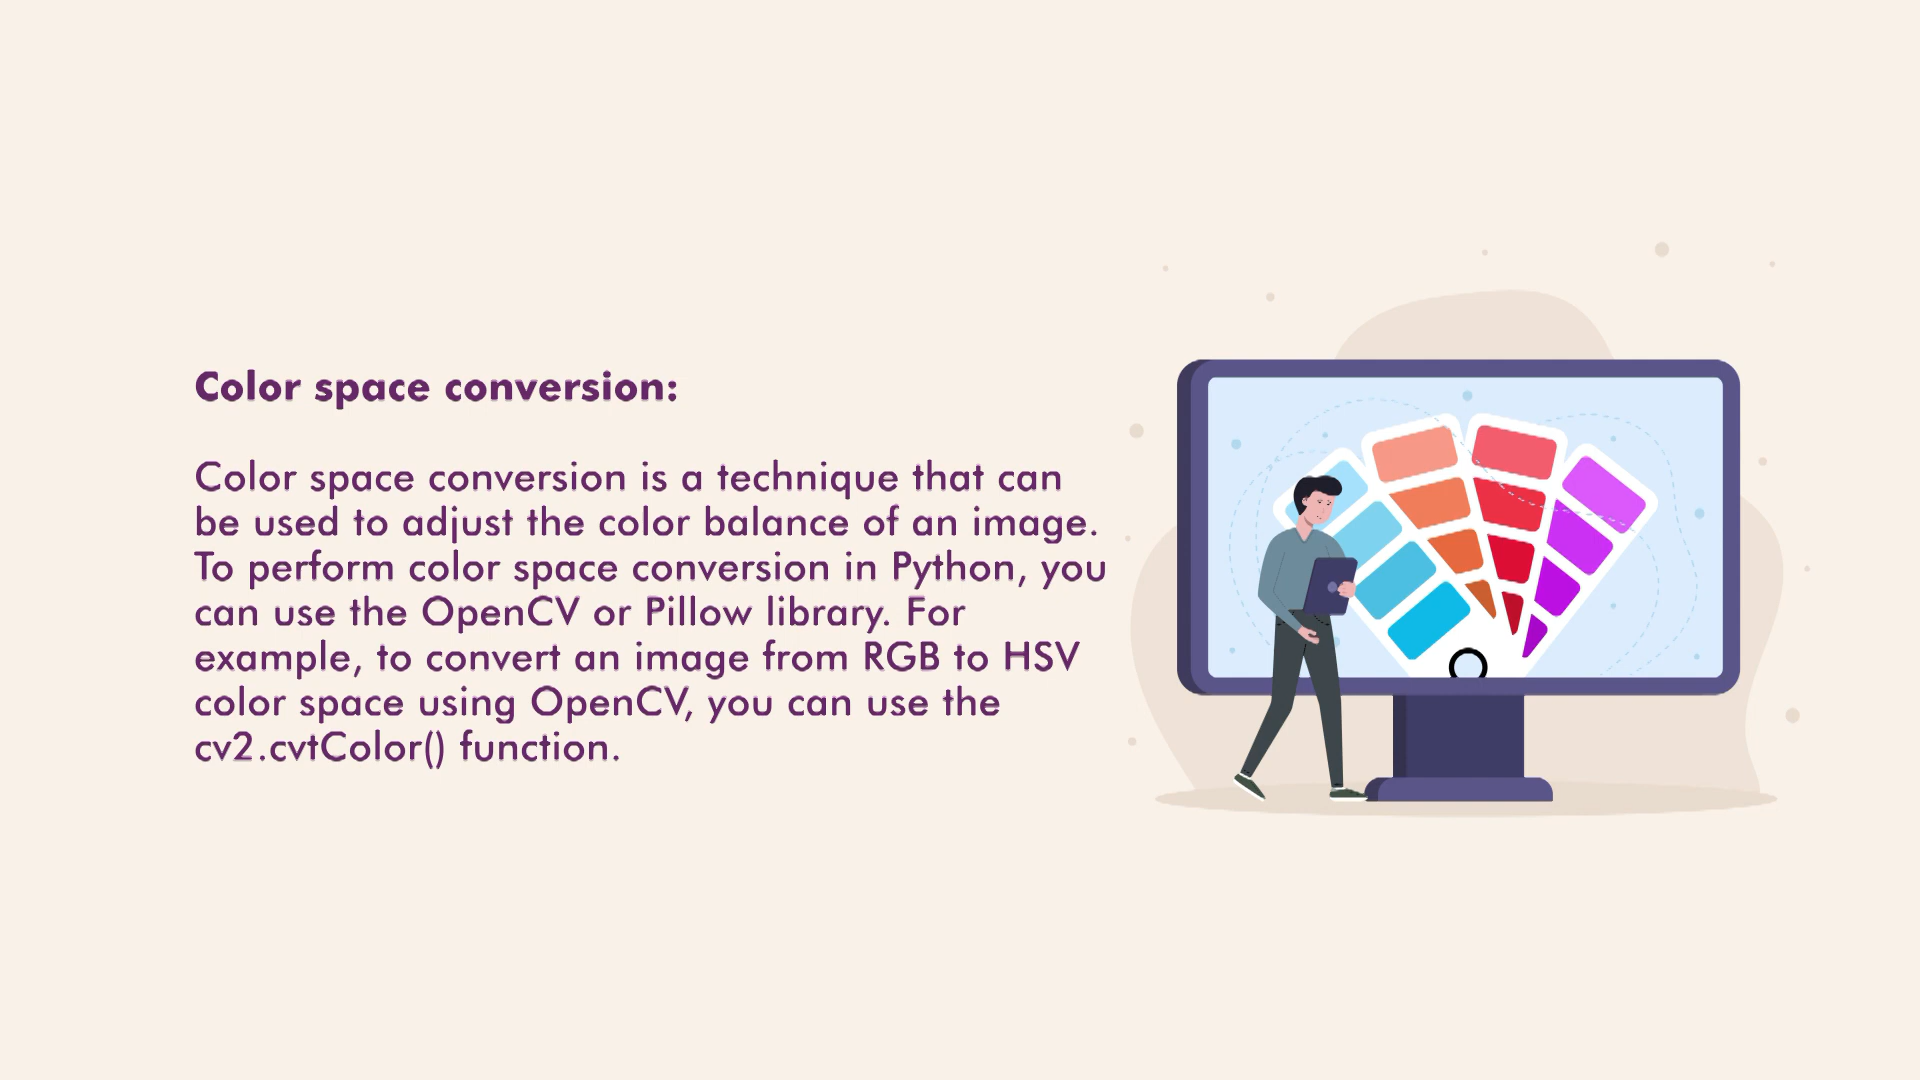 Color space conversion:
Color space conversion is a technique that can
be used to adjust the color balance of an image.
To perform color space conversion in Python, you
can use the OpenCV or Pillow library. For
example, to convert an image from RGB to HSV
color space using OpenCV, you can use the
cv2.cvtColor() function.